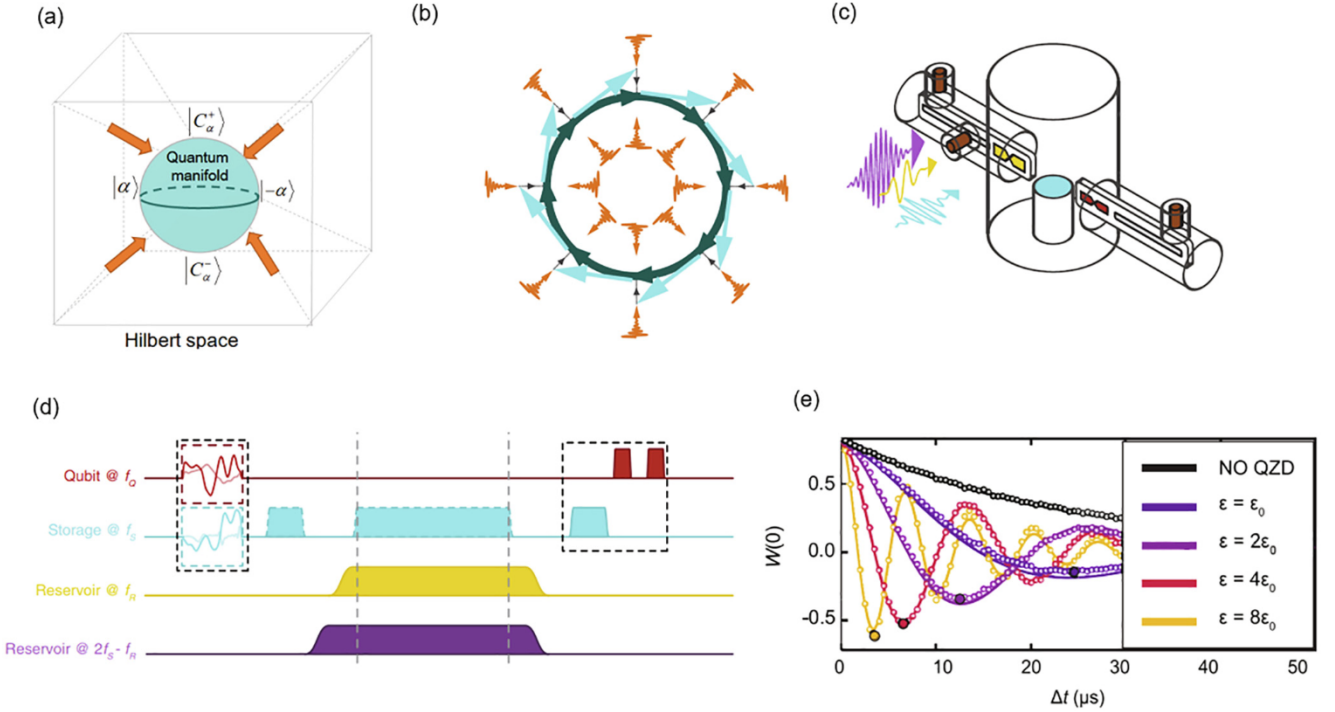 (a)
|C_α^+⟩
Quantum
manifold
|α⟩
|-α⟩
|C_α^-⟩
Hilbert space
(b)
(c)
(d)
Qubit @ f_Q
Storage @ f_S
Reservoir @ f_R
Reservoir @ 2f_S - f_R
(e)
W(0)
0.5
0.0
-0.5
0
10
20
30
40
50
Δt (μs)
NO QZD
ε = ε_0
ε = 2ε_0
ε = 4ε_0
ε = 8ε_0